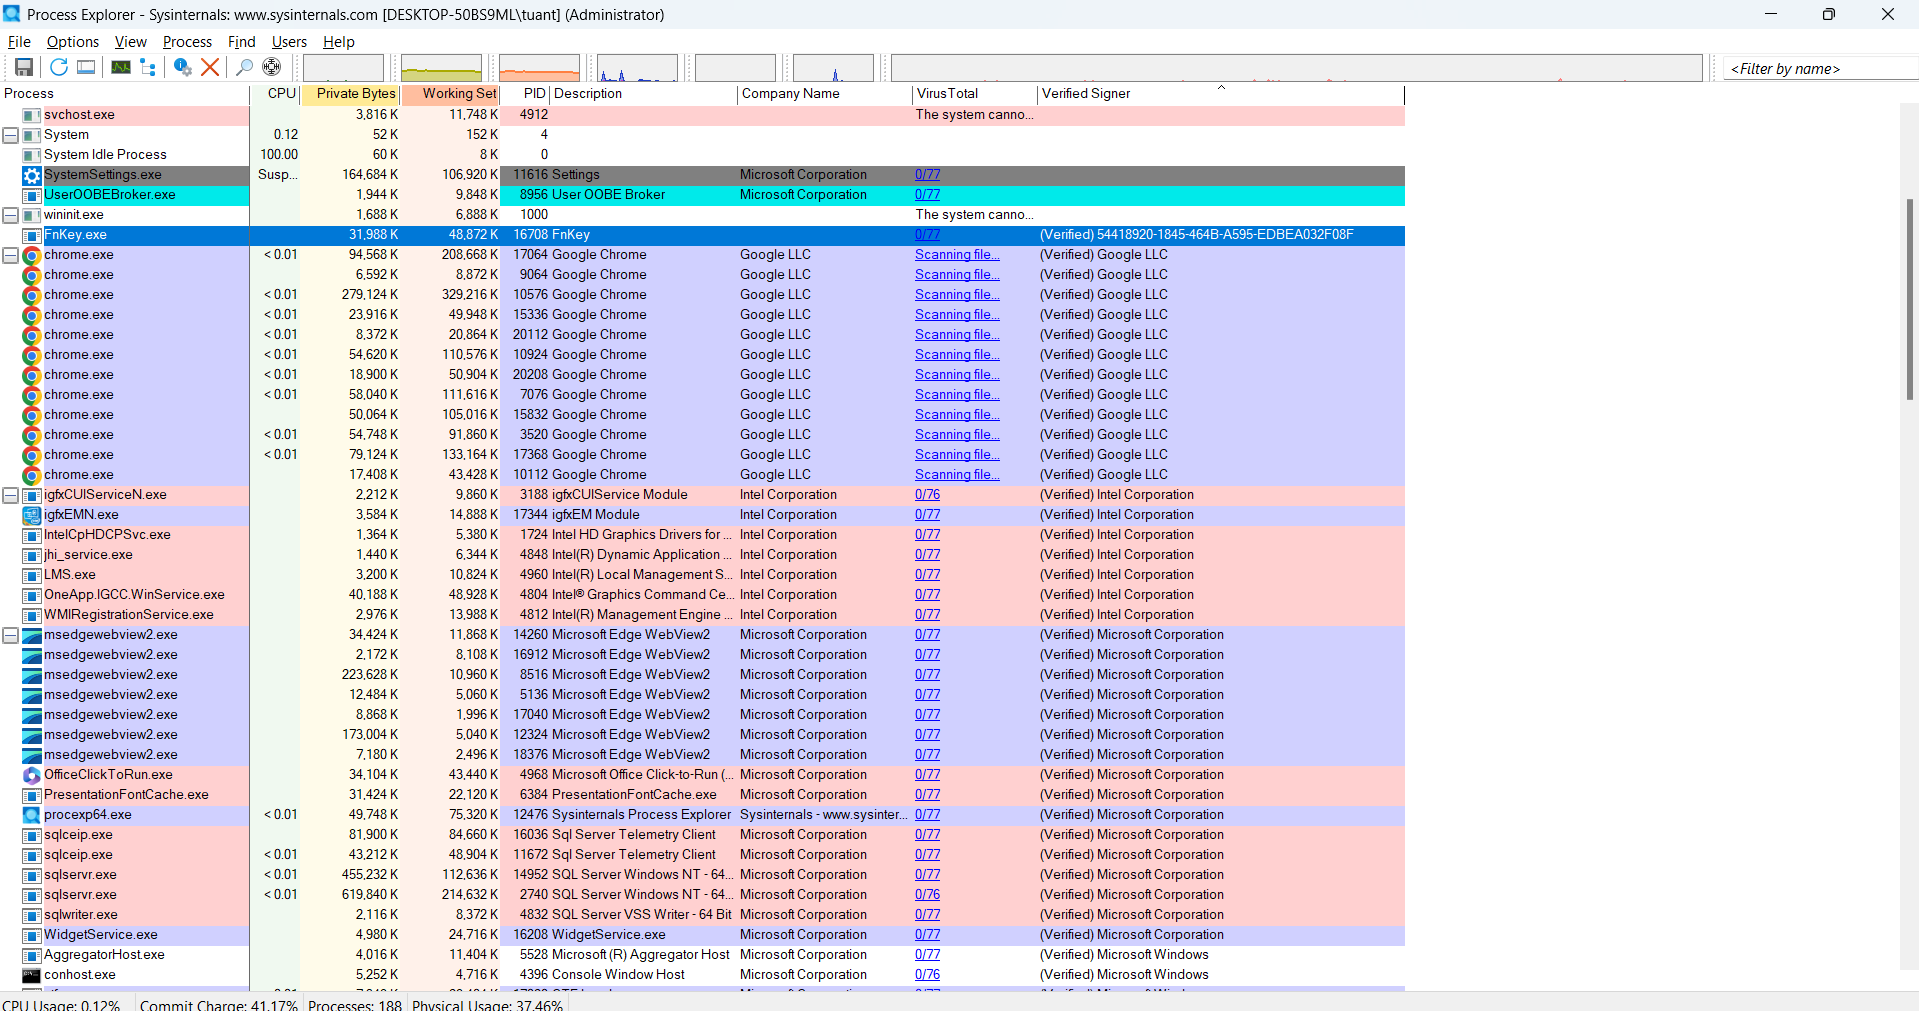 Process Explorer - Sysinternals: www.sysinternals.com [DESKTOP-50BS9ML\tuant] (Administrator)
File Options View Process Find Users Help
<Filter by name>
Process CPU Private Bytes Working Set PID Description Company Name VirusTotal Verified Signer
svchost.exe 3,816 K 11,748 K 4912 The system canno...
System 0.12 52 K 152 K 4
System Idle Process 100.00 60 K 8 K 0
SystemSettings.exe Susp... 164,684 K 106,920 K 11616 Settings Microsoft Corporation 0/77
UserOOBEBroker.exe 1,944 K 9,848 K 8956 User OOBE Broker Microsoft Corporation 0/77
wininit.exe 1,688 K 6,888 K 1000 The system canno...
FnKey.exe 31,988 K 48,872 K 16708 FnKey 0/77 (Verified) 54418920-1845-464B-A595-EDBEA032F08F
chrome.exe < 0.01 94,568 K 208,668 K 17064 Google Chrome Google LLC Scanning file... (Verified) Google LLC
chrome.exe 6,592 K 8,872 K 9064 Google Chrome Google LLC Scanning file... (Verified) Google LLC
chrome.exe < 0.01 279,124 K 329,216 K 10576 Google Chrome Google LLC Scanning file... (Verified) Google LLC
chrome.exe < 0.01 23,916 K 49,948 K 15336 Google Chrome Google LLC Scanning file... (Verified) Google LLC
chrome.exe < 0.01 8,372 K 20,864 K 20112 Google Chrome Google LLC Scanning file... (Verified) Google LLC
chrome.exe < 0.01 54,620 K 110,576 K 10924 Google Chrome Google LLC Scanning file... (Verified) Google LLC
chrome.exe < 0.01 18,900 K 50,904 K 20208 Google Chrome Google LLC Scanning file... (Verified) Google LLC
chrome.exe < 0.01 58,040 K 111,616 K 7076 Google Chrome Google LLC Scanning file... (Verified) Google LLC
chrome.exe 50,064 K 105,016 K 15832 Google Chrome Google LLC Scanning file... (Verified) Google LLC
chrome.exe < 0.01 54,748 K 91,860 K 3520 Google Chrome Google LLC Scanning file... (Verified) Google LLC
chrome.exe < 0.01 79,124 K 133,164 K 17368 Google Chrome Google LLC Scanning file... (Verified) Google LLC
chrome.exe 17,408 K 43,428 K 10112 Google Chrome Google LLC Scanning file... (Verified) Google LLC
igfxCUIServiceN.exe 2,212 K 9,860 K 3188 igfxCUIService Module Intel Corporation 0/76 (Verified) Intel Corporation
igfxEMN.exe 3,584 K 14,888 K 17344 igfxEM Module Intel Corporation 0/77 (Verified) Intel Corporation
IntelCpHDCPSvc.exe 1,364 K 5,380 K 1724 Intel HD Graphics Drivers for ... Intel Corporation 0/77 (Verified) Intel Corporation
jhi_service.exe 1,440 K 6,344 K 4848 Intel(R) Dynamic Application ... Intel Corporation 0/77 (Verified) Intel Corporation
LMS.exe 3,200 K 10,824 K 4960 Intel(R) Local Management S... Intel Corporation 0/77 (Verified) Intel Corporation
OneApp.IGCC.WinService.exe 40,188 K 48,928 K 4804 Intel® Graphics Command Ce... Intel Corporation 0/77 (Verified) Intel Corporation
WMIRegistrationService.exe 2,976 K 13,988 K 4812 Intel(R) Management Engine ... Intel Corporation 0/77 (Verified) Intel Corporation
msedgewebview2.exe 34,424 K 11,868 K 14260 Microsoft Edge WebView2 Microsoft Corporation 0/77 (Verified) Microsoft Corporation
msedgewebview2.exe 2,172 K 8,108 K 16912 Microsoft Edge WebView2 Microsoft Corporation 0/77 (Verified) Microsoft Corporation
msedgewebview2.exe 223,628 K 10,960 K 8516 Microsoft Edge WebView2 Microsoft Corporation 0/77 (Verified) Microsoft Corporation
msedgewebview2.exe 12,484 K 5,060 K 5136 Microsoft Edge WebView2 Microsoft Corporation 0/77 (Verified) Microsoft Corporation
msedgewebview2.exe 8,868 K 1,996 K 17040 Microsoft Edge WebView2 Microsoft Corporation 0/77 (Verified) Microsoft Corporation
msedgewebview2.exe 173,004 K 5,040 K 12324 Microsoft Edge WebView2 Microsoft Corporation 0/77 (Verified) Microsoft Corporation
msedgewebview2.exe 7,180 K 2,496 K 18376 Microsoft Edge WebView2 Microsoft Corporation 0/77 (Verified) Microsoft Corporation
OfficeClickToRun.exe 34,104 K 43,440 K 4968 Microsoft Office Click-to-Run (... Microsoft Corporation 0/77 (Verified) Microsoft Corporation
PresentationFontCache.exe 31,424 K 22,120 K 6384 PresentationFontCache.exe Microsoft Corporation 0/77 (Verified) Microsoft Corporation
procexp64.exe < 0.01 49,748 K 75,320 K 12476 Sysinternals Process Explorer Sysinternals - www.sysinter... 0/77 (Verified) Microsoft Corporation
sqlceip.exe 81,900 K 84,660 K 16036 Sql Server Telemetry Client Microsoft Corporation 0/77 (Verified) Microsoft Corporation
sqlceip.exe < 0.01 43,212 K 48,904 K 11672 Sql Server Telemetry Client Microsoft Corporation 0/77 (Verified) Microsoft Corporation
sqlservr.exe < 0.01 455,232 K 112,636 K 14952 SQL Server Windows NT - 64... Microsoft Corporation 0/77 (Verified) Microsoft Corporation
sqlservr.exe < 0.01 619,840 K 214,632 K 2740 SQL Server Windows NT - 64... Microsoft Corporation 0/76 (Verified) Microsoft Corporation
sqlwriter.exe 2,116 K 8,372 K 4832 SQL Server VSS Writer - 64 Bit Microsoft Corporation 0/77 (Verified) Microsoft Corporation
WidgetService.exe 4,980 K 24,716 K 16208 WidgetService.exe Microsoft Corporation 0/77 (Verified) Microsoft Corporation
AggregatorHost.exe 4,016 K 11,404 K 5528 Microsoft (R) Aggregator Host Microsoft Corporation 0/77 (Verified) Microsoft Windows
conhost.exe 5,252 K 4,716 K 4396 Console Window Host Microsoft Corporation 0/76 (Verified) Microsoft Windows
CPU Usage: 0.12% Commit Charge: 41.17% Processes: 188 Physical Usage: 37.46%